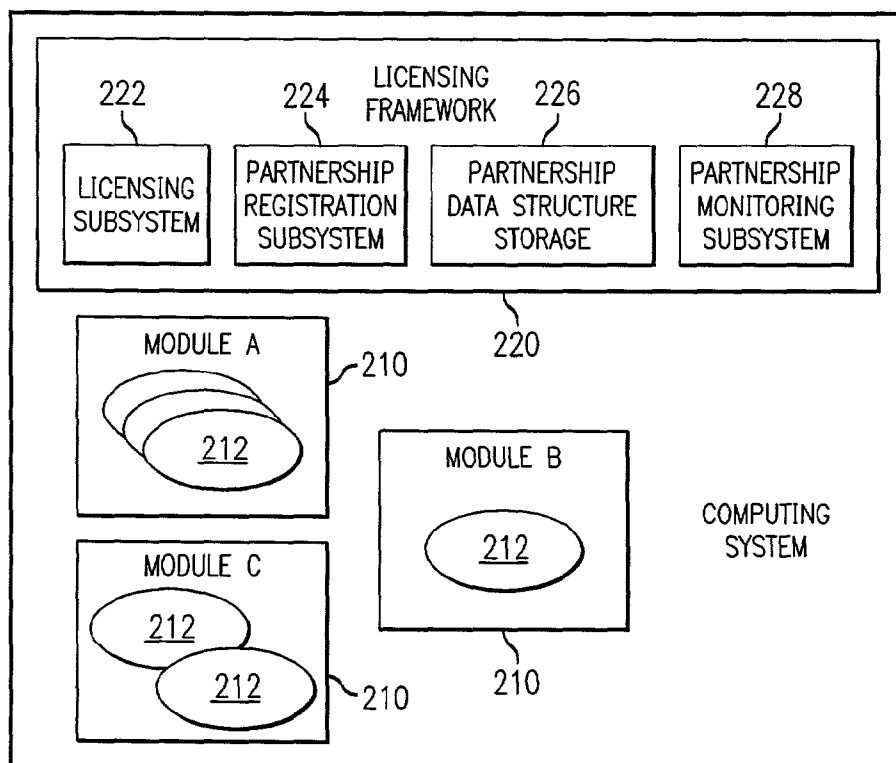 LICENSING
FRAMEWORK
222
224
226
228
LICENSING
SUBSYSTEM
PARTNERSHIP
REGISTRATION
SUBSYSTEM
PARTNERSHIP
DATA STRUCTURE
STORAGE
PARTNERSHIP
MONITORING
SUBSYSTEM
220
MODULE A
212
210
MODULE B
212
210
COMPUTING
SYSTEM
MODULE C
212
212
210